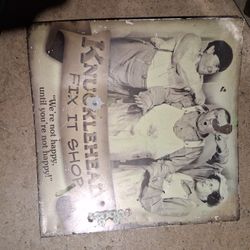 KNUCKLEHEAD
FIX IT SHOP
"We're not happy,
until you're not happy!"